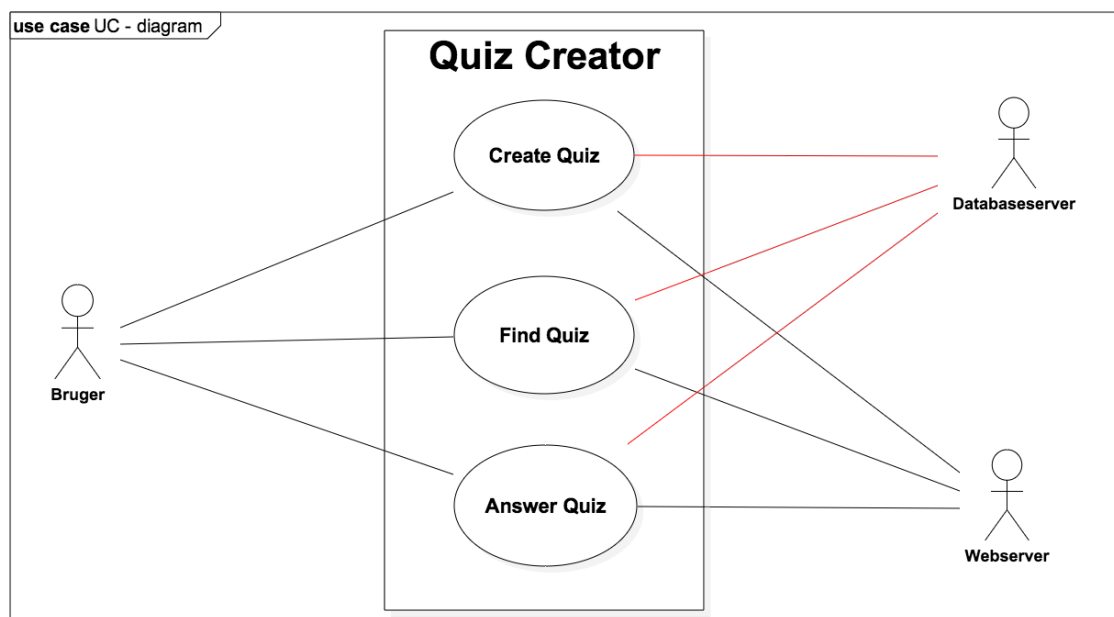 use case UC - diagram
Quiz Creator
Create Quiz
Databaseserver
Find Quiz
Bruger
Answer Quiz
Webserver